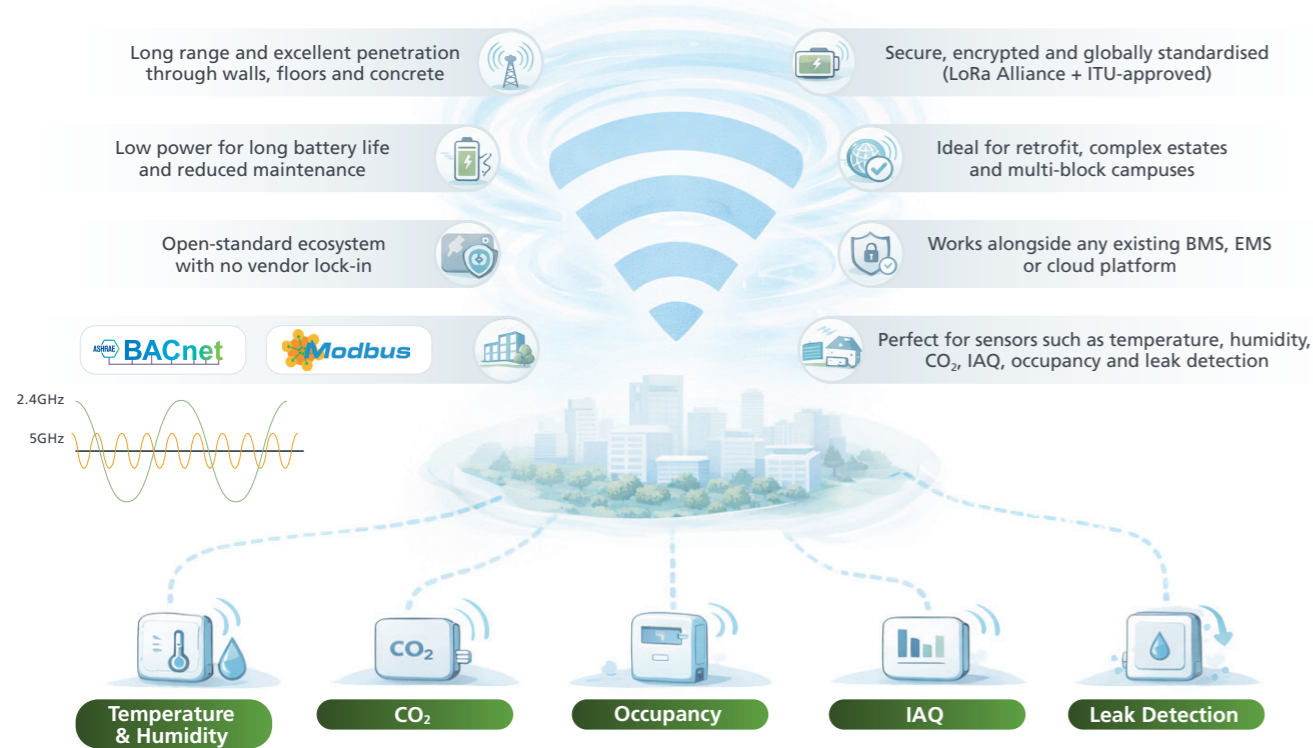 Long range and excellent penetration
through walls, floors and concrete
Secure, encrypted and globally standardised
(LoRa Alliance + ITU-approved)
Low power for long battery life
and reduced maintenance
Ideal for retrofit, complex estates
and multi-block campuses
Open-standard ecosystem
with no vendor lock-in
Works alongside any existing BMS, EMS
or cloud platform
ASHRAE BACnet
Modbus
Perfect for sensors such as temperature, humidity,
CO₂, IAQ, occupancy and leak detection
2.4GHz
5GHz
CO₂
Temperature
& Humidity
CO₂
Occupancy
IAQ
Leak Detection